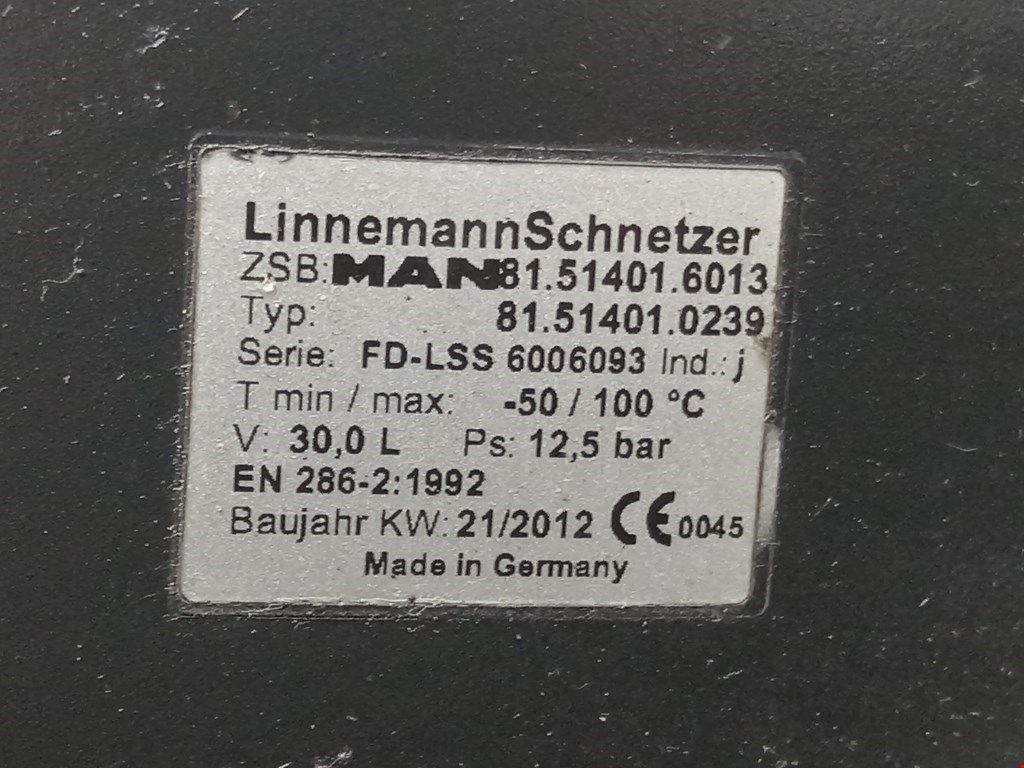 LinnemannSchnetzer
ZSB: MAN 81.51401.6013
Typ: 81.51401.0239
Serie: FD-LSS 6006093 Ind.: j
T min / max: -50 / 100 °C
V: 30,0 L Ps: 12,5 bar
EN 286-2:1992
Baujahr KW: 21/2012 CE 0045
Made in Germany